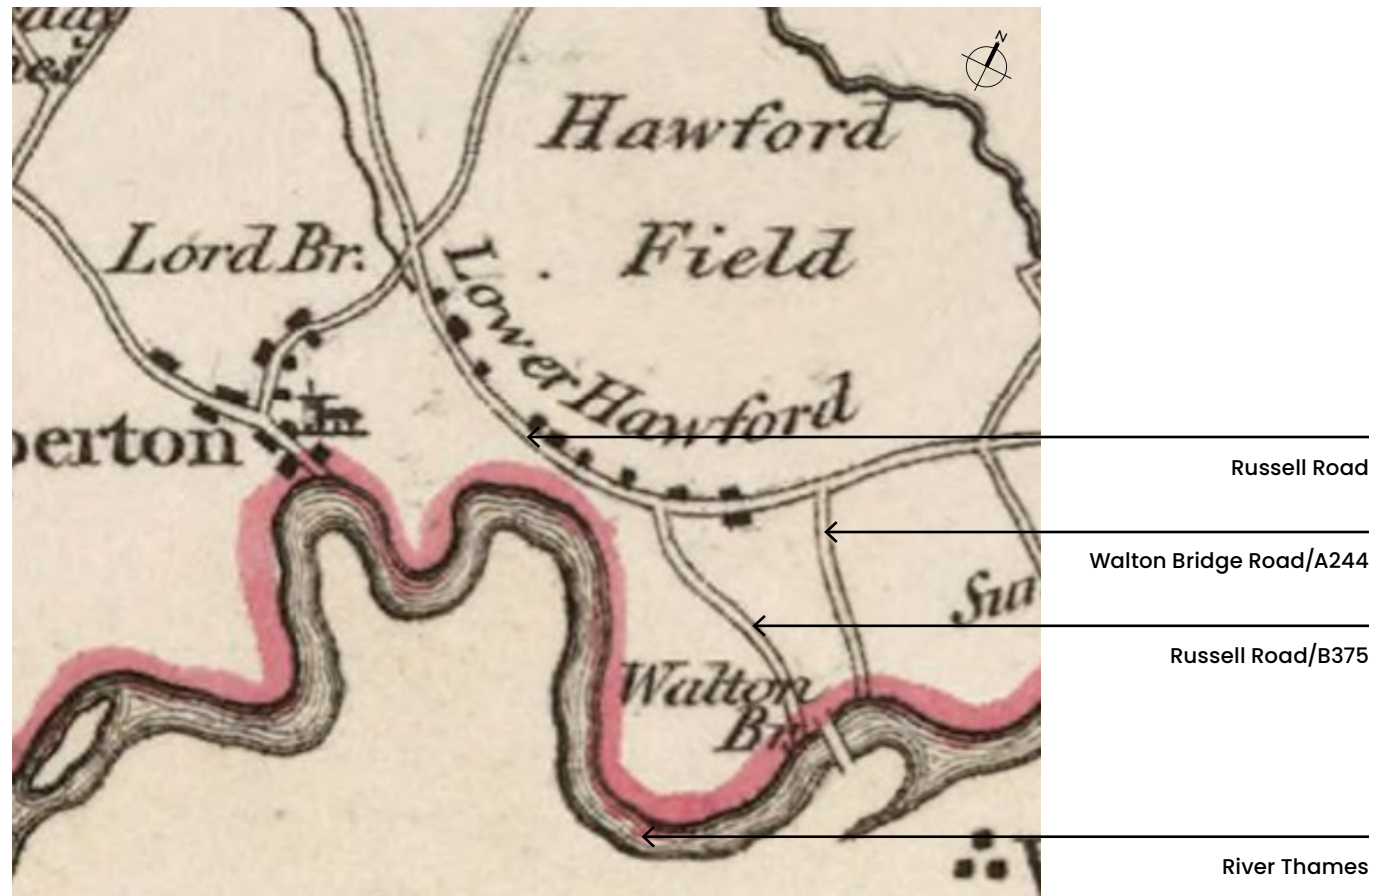 N
Hawford
Field
Lord Br.
Lower Hawford
perton
Walton
Br.
Russell Road
Walton Bridge Road/A244
Russell Road/B375
River Thames